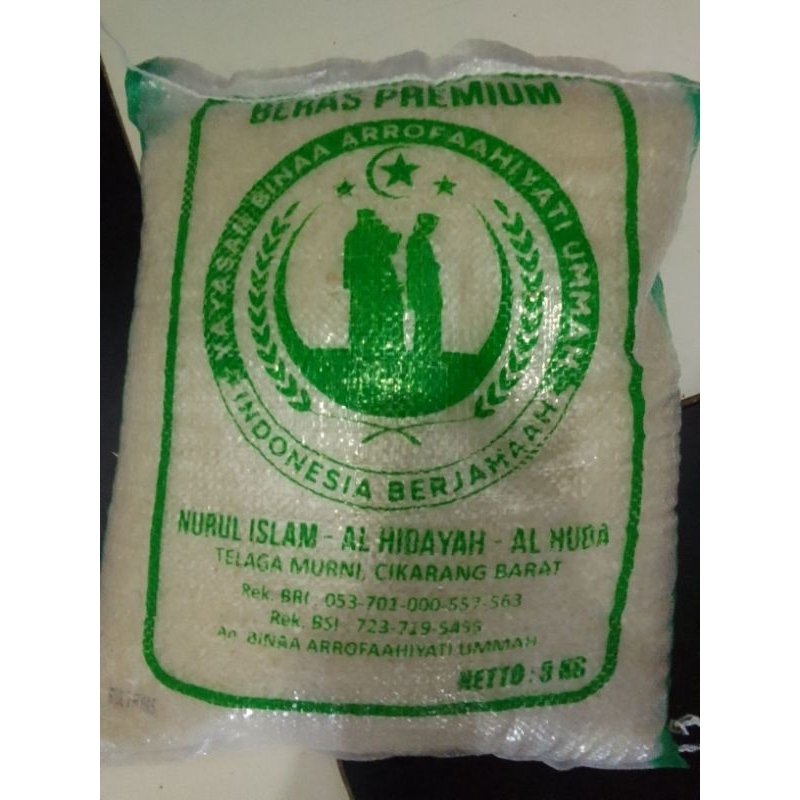 BERAS PREMIUM
YAYASAN BINAA ARROFAAHIYATI UMMAH
INDONESIA BERJAMAAH
NURUL ISLAM - AL HIDAYAH - AL HUDA
TELAGA MURNI, CIKARANG BARAT
Rek. BRI : 053-701-000-557-563
Rek. BSI : 723-719-5455
An. BINAA ARROFAAHIYATI UMMAH
NETTO : 3 KG